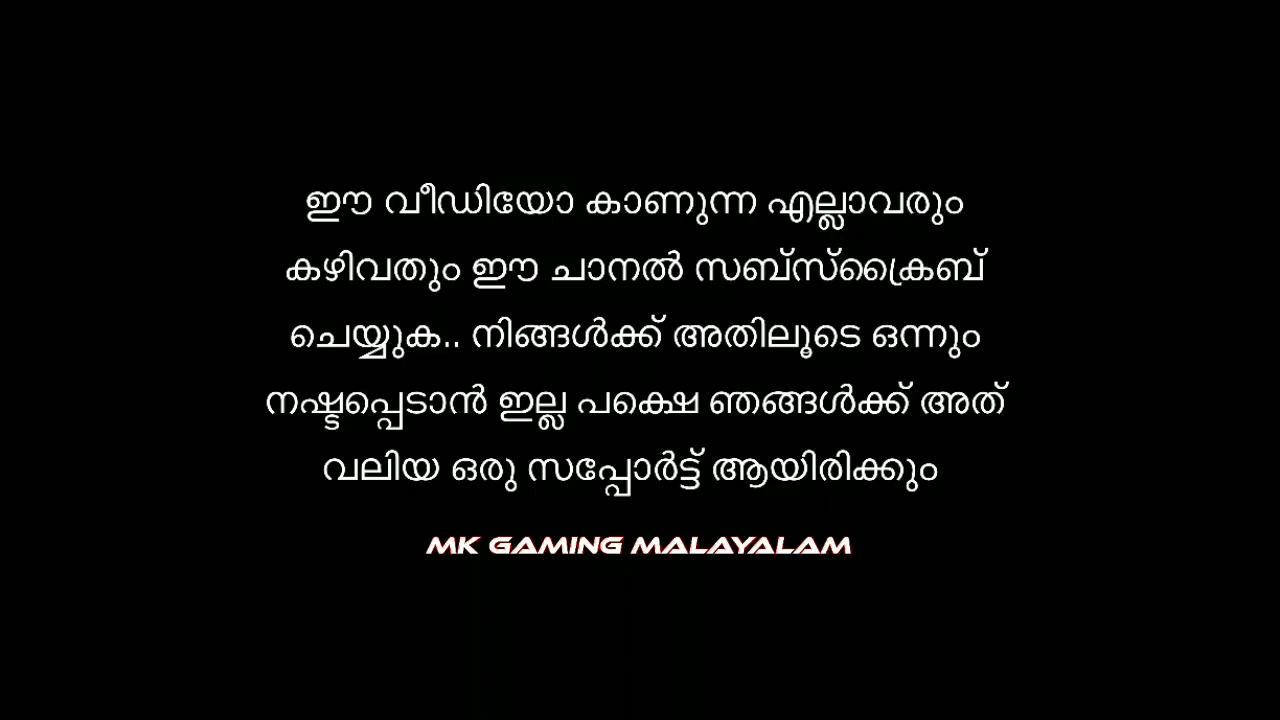 ഈ വീഡിയോ കാണുന്ന എല്ലാവരും
കഴിവതും ഈ ചാനൽ സബ്സ്ക്രൈബ്
ചെയ്യുക.. നിങ്ങൾക്ക് അതിലൂടെ ഒന്നും
നഷ്ടപ്പെടാൻ ഇല്ല പക്ഷെ ഞങ്ങൾക്ക് അത്
വലിയ ഒരു സപ്പോർട്ട് ആയിരിക്കും
MK GAMING MALAYALAM